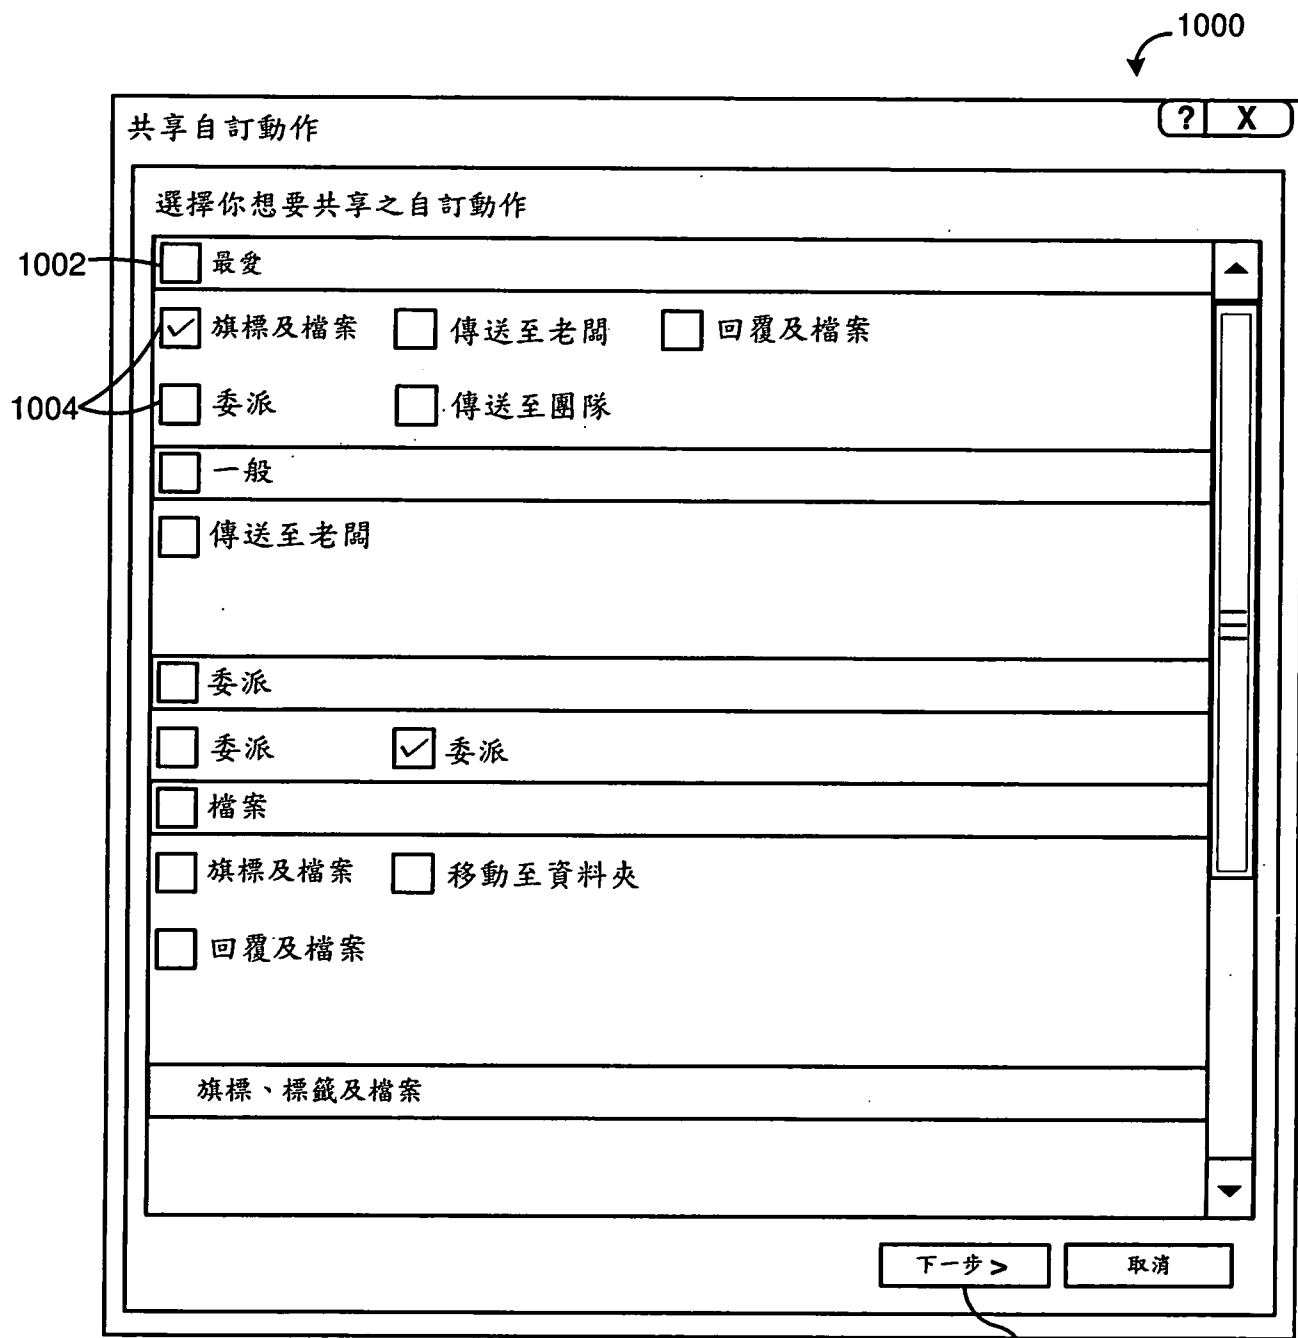 1000
共享自訂動作
? X
選擇你想要共享之自訂動作
1002
最愛
旗標及檔案 傳送至老闆 回覆及檔案
1004
委派 傳送至團隊
一般
傳送至老闆
委派
委派 委派
檔案
旗標及檔案 移動至資料夾
回覆及檔案
旗標、標籤及檔案
下一步 > 取消